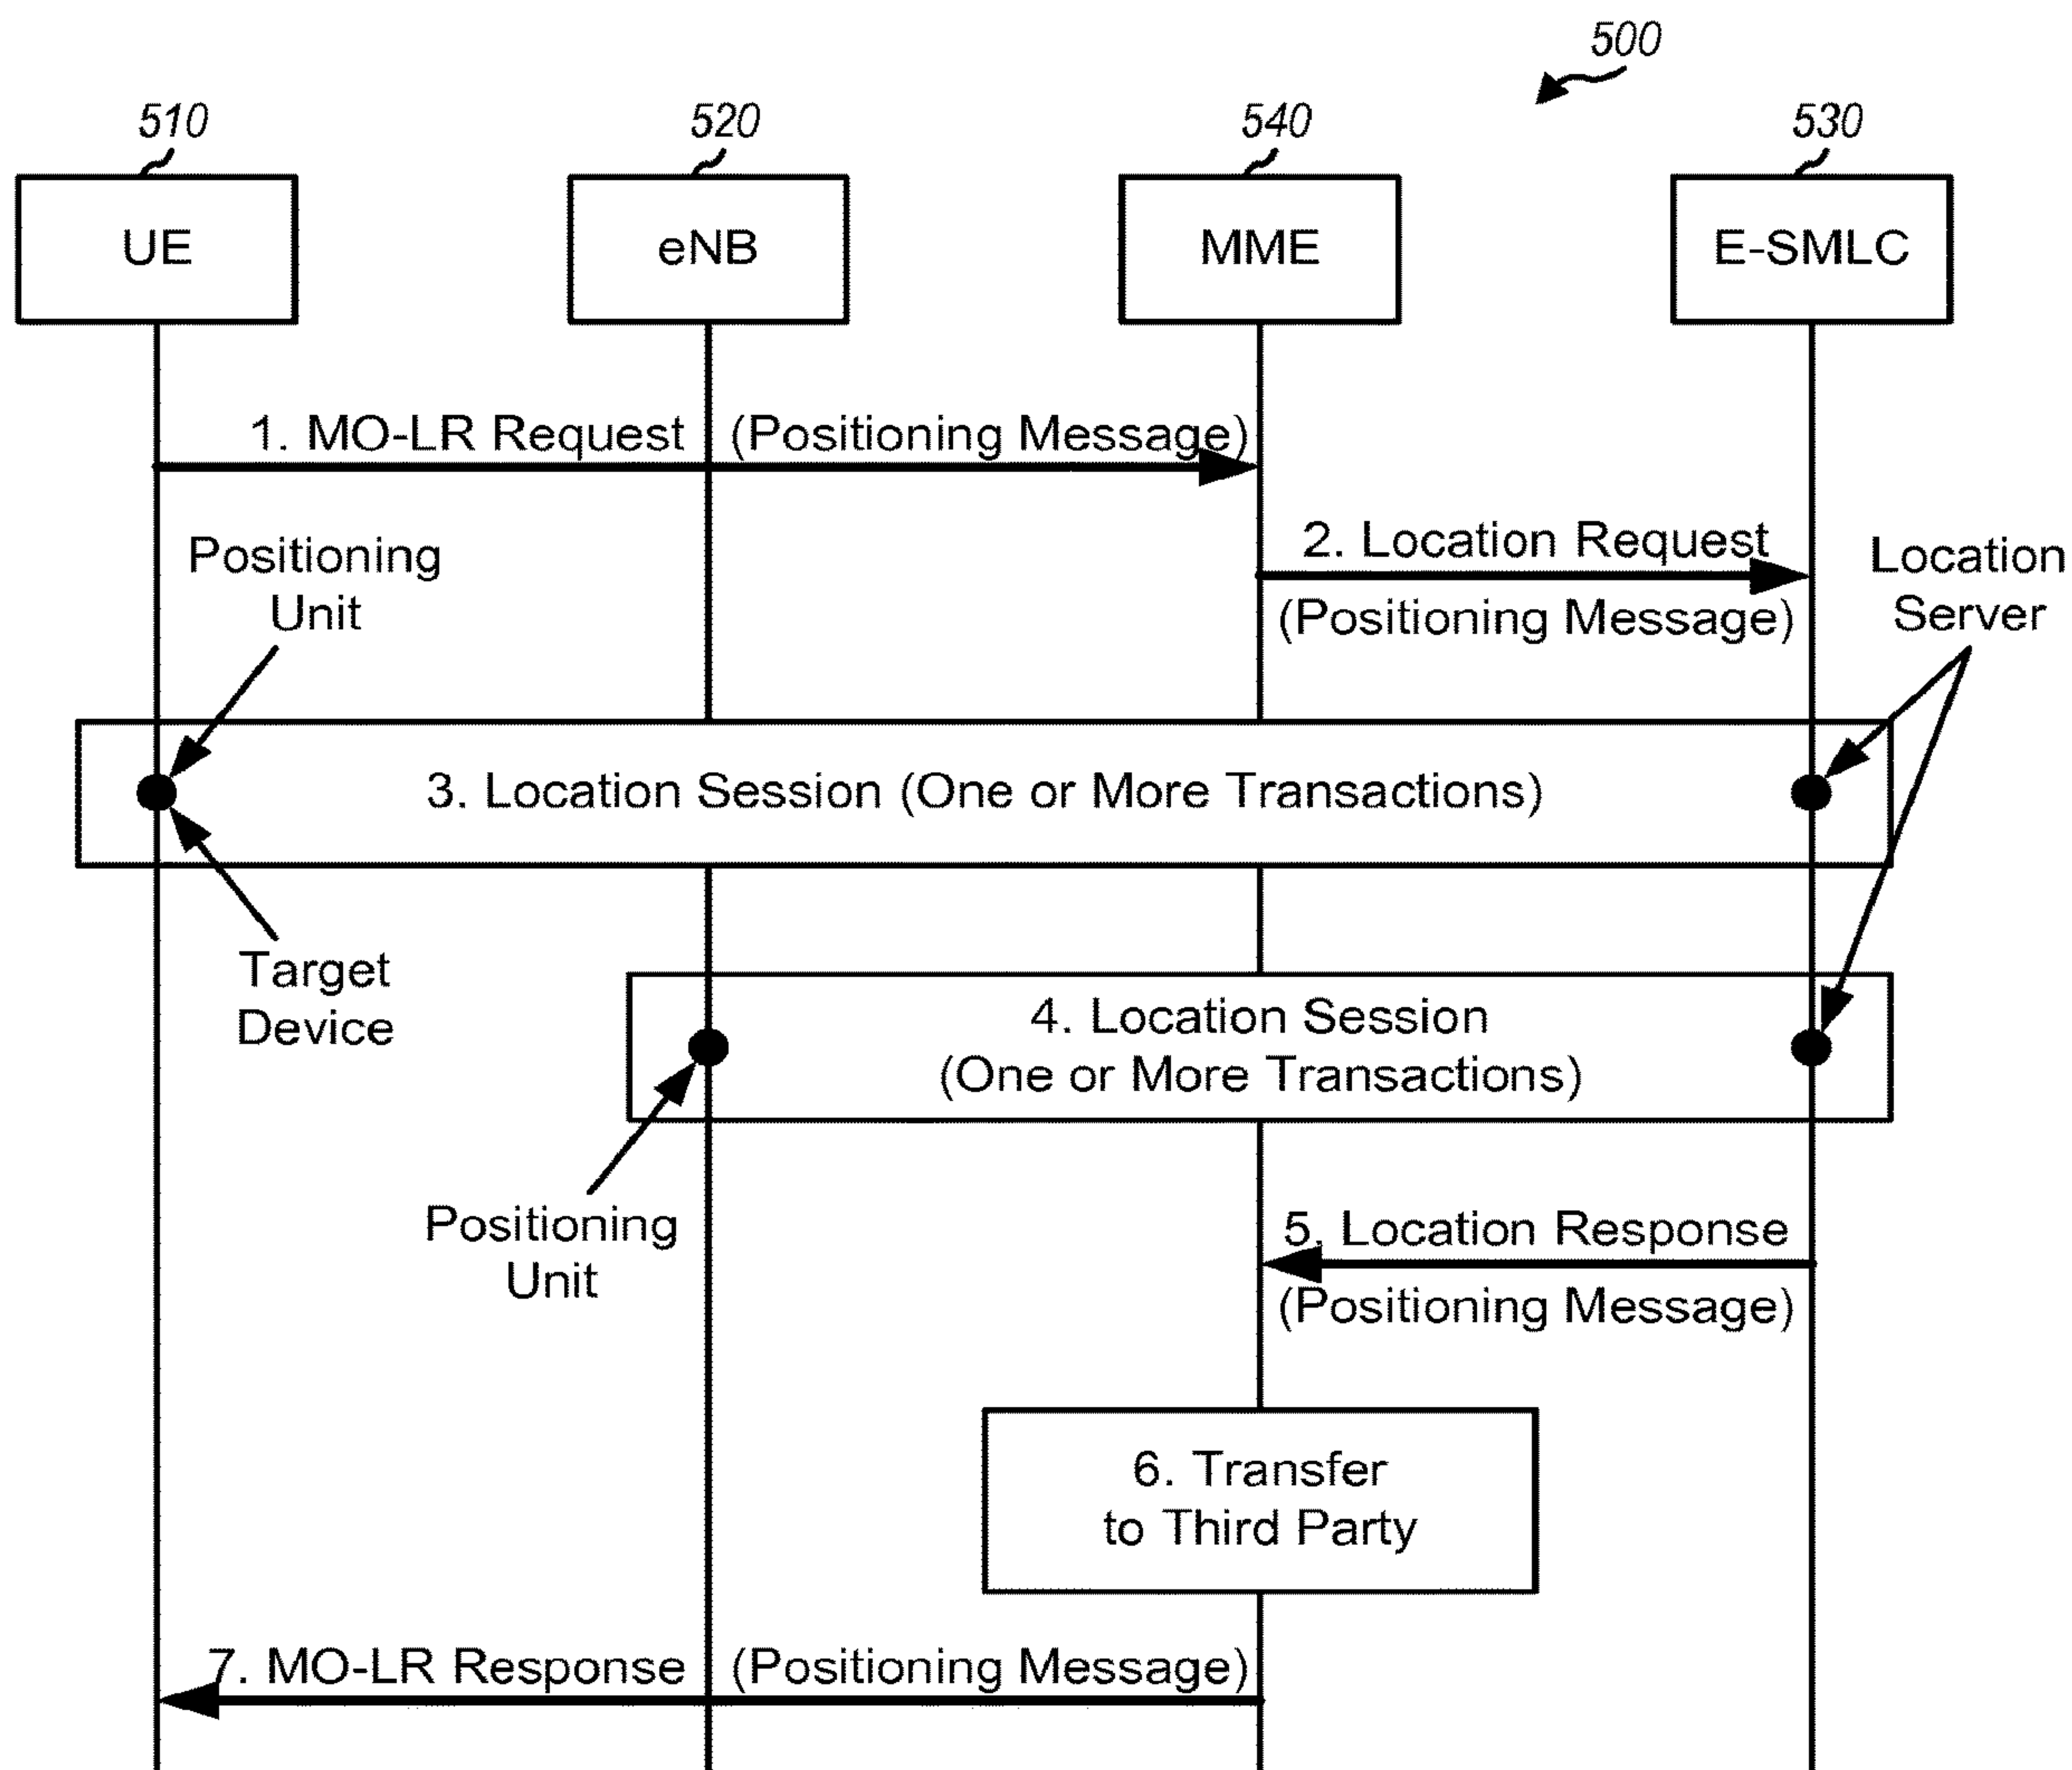 500
510
520
540
530
UE
eNB
MME
E-SMLC
1. MO-LR Request (Positioning Message)
2. Location Request
(Positioning Message)
Positioning
Unit
Location
Server
3. Location Session (One or More Transactions)
Target
Device
4. Location Session
(One or More Transactions)
Positioning
Unit
5. Location Response
(Positioning Message)
6. Transfer
to Third Party
7. MO-LR Response (Positioning Message)